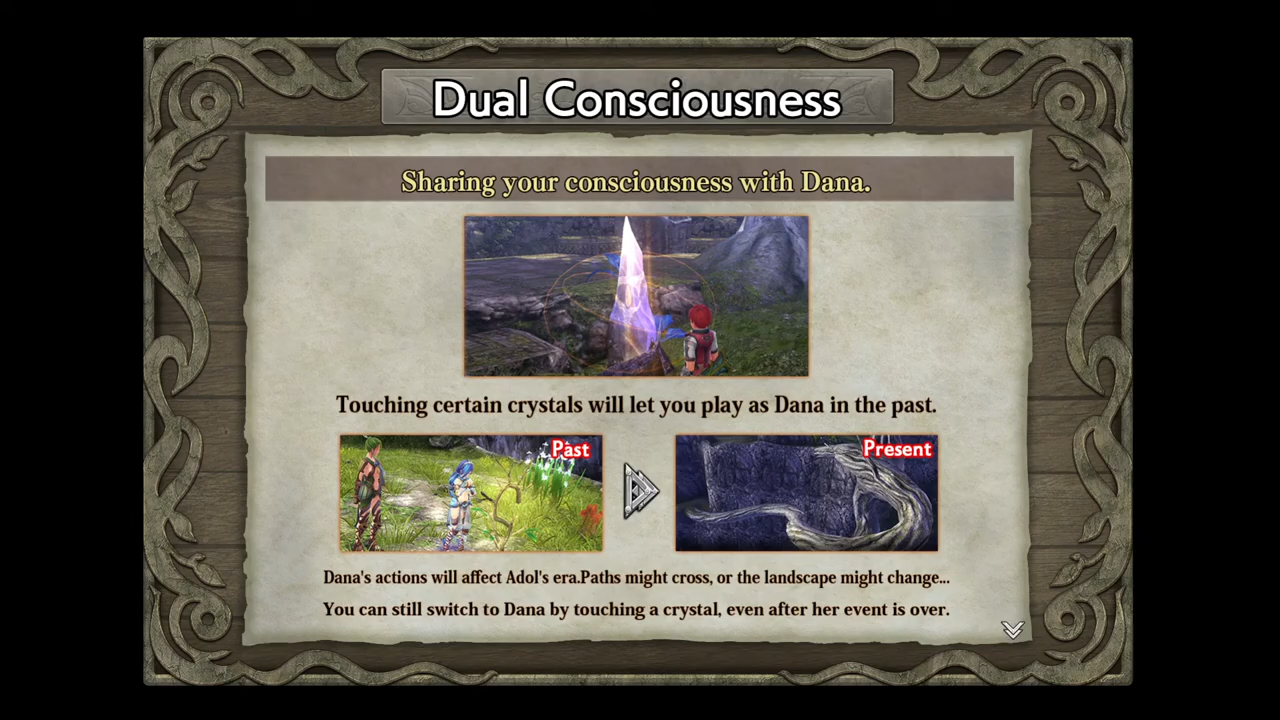 Dual Consciousness
Sharing your consciousness with Dana.
Touching certain crystals will let you play as Dana in the past.
Past
Present
Dana's actions will affect Adol's era.Paths might cross, or the landscape might change...
You can still switch to Dana by touching a crystal, even after her event is over.